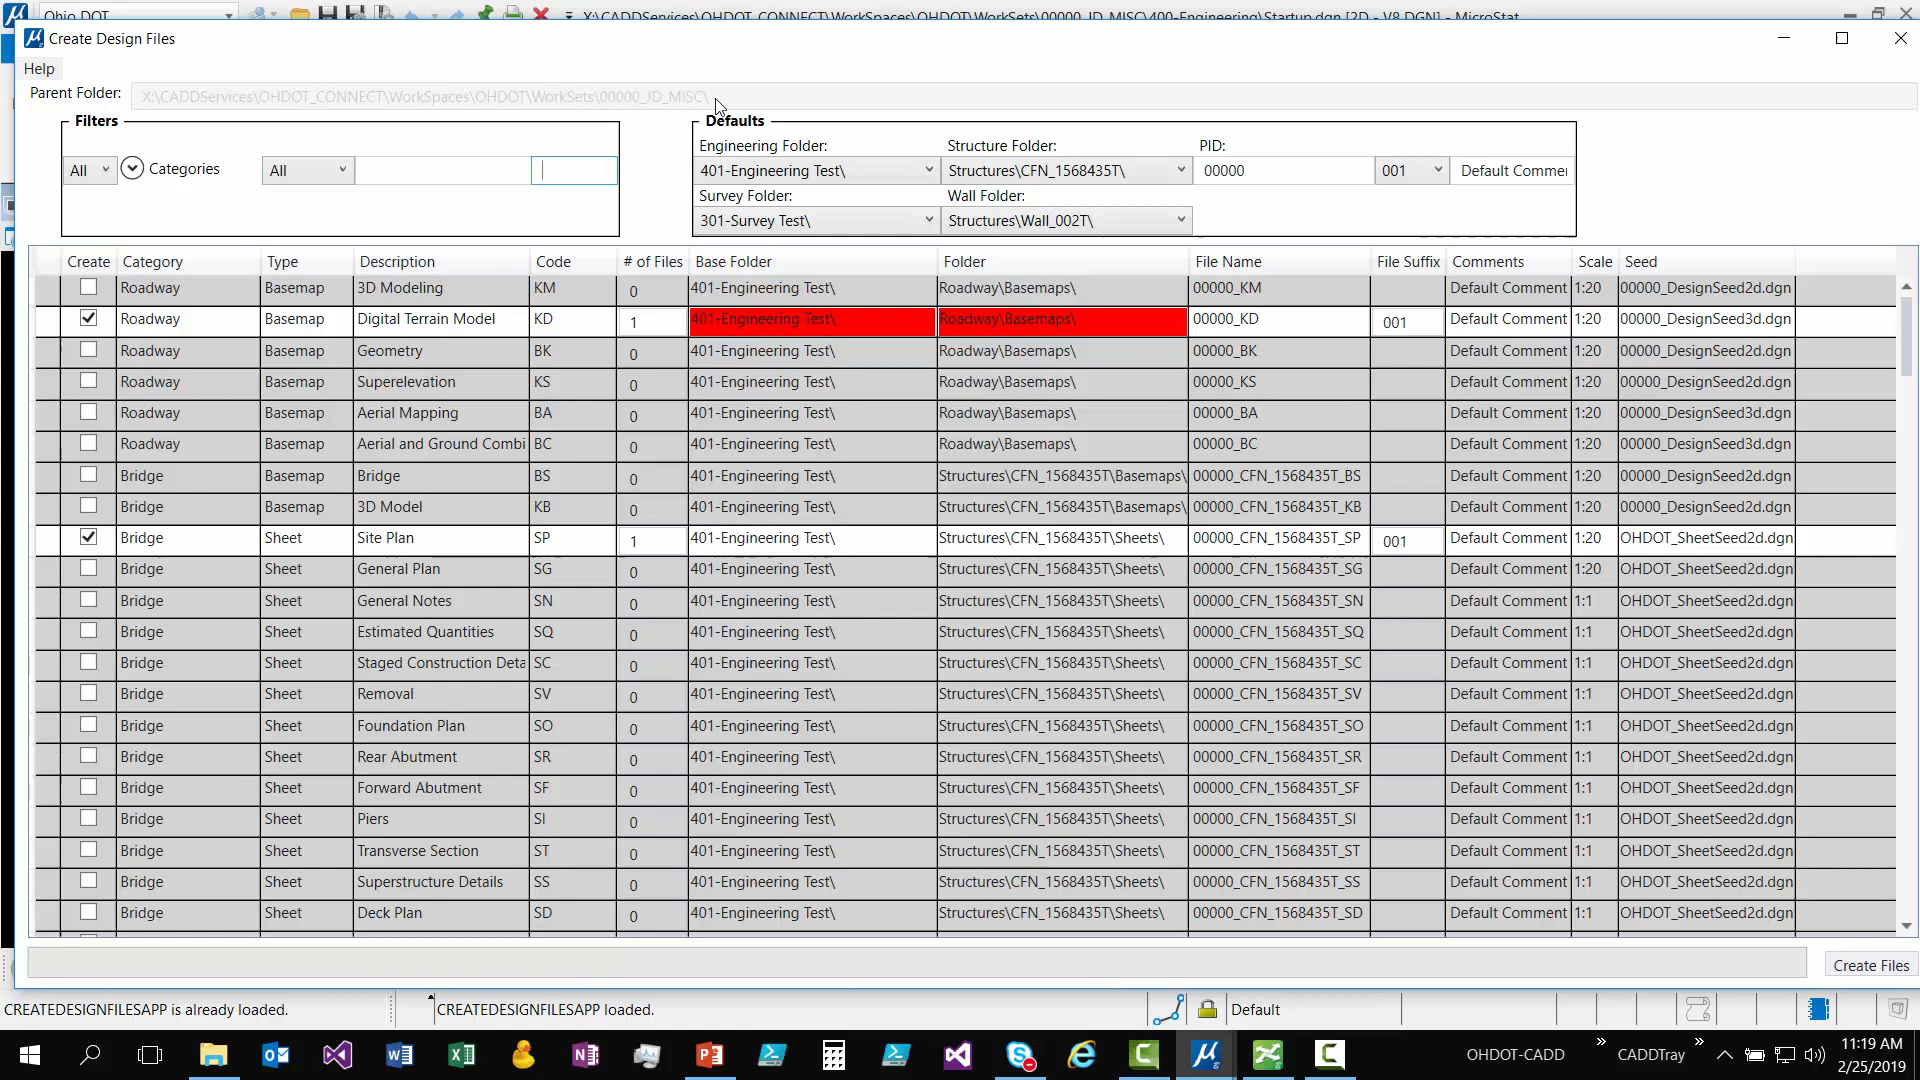 Ohio DOT X:\CADDServices\OHDOT_CONNECT\WorkSpaces\OHDOT\WorkSets\00000_JD_MISC\400-Engineering\Startup.dgn [2D - V8 DGN] - MicroStat
Create Design Files
Help
Parent Folder: X:\CADDServices\OHDOT_CONNECT\WorkSpaces\OHDOT\WorkSets\00000_JD_MISC\
Filters Defaults
Engineering Folder: Structure Folder: PID:
All Categories All 401-Engineering Test\ Structures\CFN_1568435T\ 00000 001 Default Commer
Survey Folder: Wall Folder:
301-Survey Test\ Structures\Wall_002T\
Create Category Type Description Code # of Files Base Folder Folder File Name File Suffix Comments Scale Seed
Roadway Basemap 3D Modeling KM 0 401-Engineering Test\ Roadway\Basemaps\ 00000_KM Default Comment 1:20 00000_DesignSeed2d.dgn
Roadway Basemap Digital Terrain Model KD 1 401-Engineering Test\ Roadway\Basemaps\ 00000_KD 001 Default Comment 1:20 00000_DesignSeed3d.dgn
Roadway Basemap Geometry BK 0 401-Engineering Test\ Roadway\Basemaps\ 00000_BK Default Comment 1:20 00000_DesignSeed2d.dgn
Roadway Basemap Superelevation KS 0 401-Engineering Test\ Roadway\Basemaps\ 00000_KS Default Comment 1:20 00000_DesignSeed2d.dgn
Roadway Basemap Aerial Mapping BA 0 401-Engineering Test\ Roadway\Basemaps\ 00000_BA Default Comment 1:20 00000_DesignSeed3d.dgn
Roadway Basemap Aerial and Ground Combi BC 0 401-Engineering Test\ Roadway\Basemaps\ 00000_BC Default Comment 1:20 00000_DesignSeed3d.dgn
Bridge Basemap Bridge BS 0 401-Engineering Test\ Structures\CFN_1568435T\Basemaps\ 00000_CFN_1568435T_BS Default Comment 1:20 00000_DesignSeed2d.dgn
Bridge Basemap 3D Model KB 0 401-Engineering Test\ Structures\CFN_1568435T\Basemaps\ 00000_CFN_1568435T_KB Default Comment 1:20 00000_DesignSeed2d.dgn
Bridge Sheet Site Plan SP 1 401-Engineering Test\ Structures\CFN_1568435T\Sheets\ 00000_CFN_1568435T_SP 001 Default Comment 1:20 OHDOT_SheetSeed2d.dgn
Bridge Sheet General Plan SG 0 401-Engineering Test\ Structures\CFN_1568435T\Sheets\ 00000_CFN_1568435T_SG Default Comment 1:20 OHDOT_SheetSeed2d.dgn
Bridge Sheet General Notes SN 0 401-Engineering Test\ Structures\CFN_1568435T\Sheets\ 00000_CFN_1568435T_SN Default Comment 1:1 OHDOT_SheetSeed2d.dgn
Bridge Sheet Estimated Quantities SQ 0 401-Engineering Test\ Structures\CFN_1568435T\Sheets\ 00000_CFN_1568435T_SQ Default Comment 1:1 OHDOT_SheetSeed2d.dgn
Bridge Sheet Staged Construction Deta SC 0 401-Engineering Test\ Structures\CFN_1568435T\Sheets\ 00000_CFN_1568435T_SC Default Comment 1:1 OHDOT_SheetSeed2d.dgn
Bridge Sheet Removal SV 0 401-Engineering Test\ Structures\CFN_1568435T\Sheets\ 00000_CFN_1568435T_SV Default Comment 1:1 OHDOT_SheetSeed2d.dgn
Bridge Sheet Foundation Plan SO 0 401-Engineering Test\ Structures\CFN_1568435T\Sheets\ 00000_CFN_1568435T_SO Default Comment 1:1 OHDOT_SheetSeed2d.dgn
Bridge Sheet Rear Abutment SR 0 401-Engineering Test\ Structures\CFN_1568435T\Sheets\ 00000_CFN_1568435T_SR Default Comment 1:1 OHDOT_SheetSeed2d.dgn
Bridge Sheet Forward Abutment SF 0 401-Engineering Test\ Structures\CFN_1568435T\Sheets\ 00000_CFN_1568435T_SF Default Comment 1:1 OHDOT_SheetSeed2d.dgn
Bridge Sheet Piers SI 0 401-Engineering Test\ Structures\CFN_1568435T\Sheets\ 00000_CFN_1568435T_SI Default Comment 1:1 OHDOT_SheetSeed2d.dgn
Bridge Sheet Transverse Section ST 0 401-Engineering Test\ Structures\CFN_1568435T\Sheets\ 00000_CFN_1568435T_ST Default Comment 1:1 OHDOT_SheetSeed2d.dgn
Bridge Sheet Superstructure Details SS 0 401-Engineering Test\ Structures\CFN_1568435T\Sheets\ 00000_CFN_1568435T_SS Default Comment 1:1 OHDOT_SheetSeed2d.dgn
Bridge Sheet Deck Plan SD 0 401-Engineering Test\ Structures\CFN_1568435T\Sheets\ 00000_CFN_1568435T_SD Default Comment 1:1 OHDOT_SheetSeed2d.dgn
Create Files
CREATEDESIGNFILESAPP is already loaded. CREATEDESIGNFILESAPP loaded. Default
OHDOT-CADD CADDTray 11:19 AM
2/25/2019